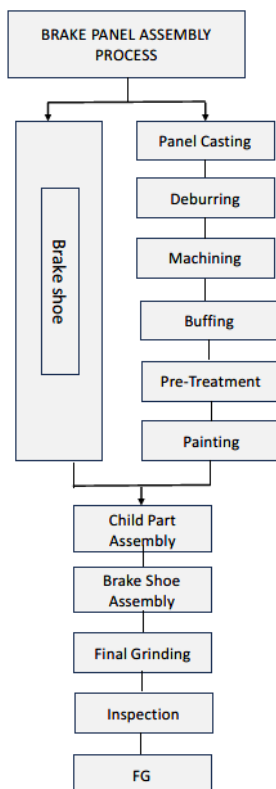 BRAKE PANEL ASSEMBLY
PROCESS
Brake shoe
Panel Casting
Deburring
Machining
Buffing
Pre-Treatment
Painting
Child Part
Assembly
Brake Shoe
Assembly
Final Grinding
Inspection
FG